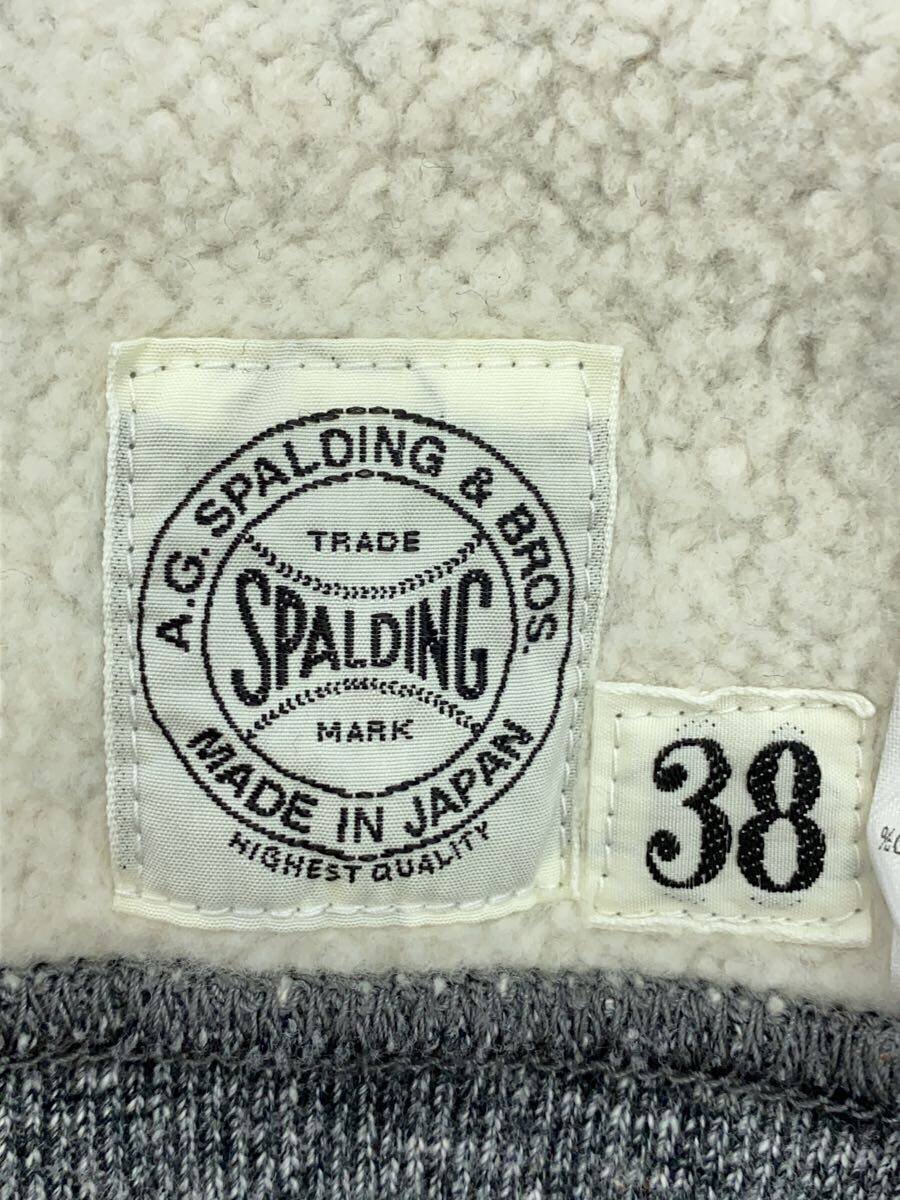 A.G. SPALDING & BROS.
TRADE
SPALDING
MARK
MADE IN JAPAN
HIGHEST QUALITY
38